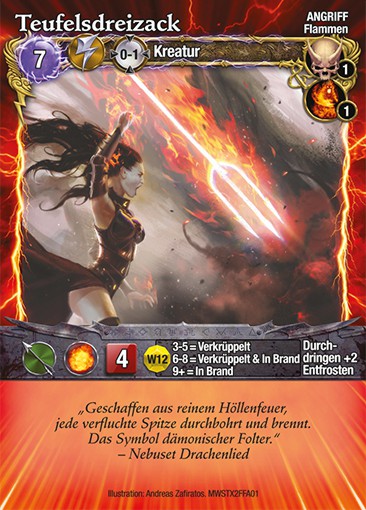 Teufelsdreizack
ANGRIFF
Flammen
7
0-1
Kreatur
1
1
4
W12
3-5 = Verkrüppelt
6-8 = Verkrüppelt & In Brand
9+ = In Brand
Durch-
dringen +2
Entfrosten
„Geschaffen aus reinem Höllenfeuer,
jede verfluchte Spitze durchbohrt und brennt.
Das Symbol dämonischer Folter.“
– Nebuset Drachenlied
Illustration: Andreas Zafiratos. MWSTX2FFA01